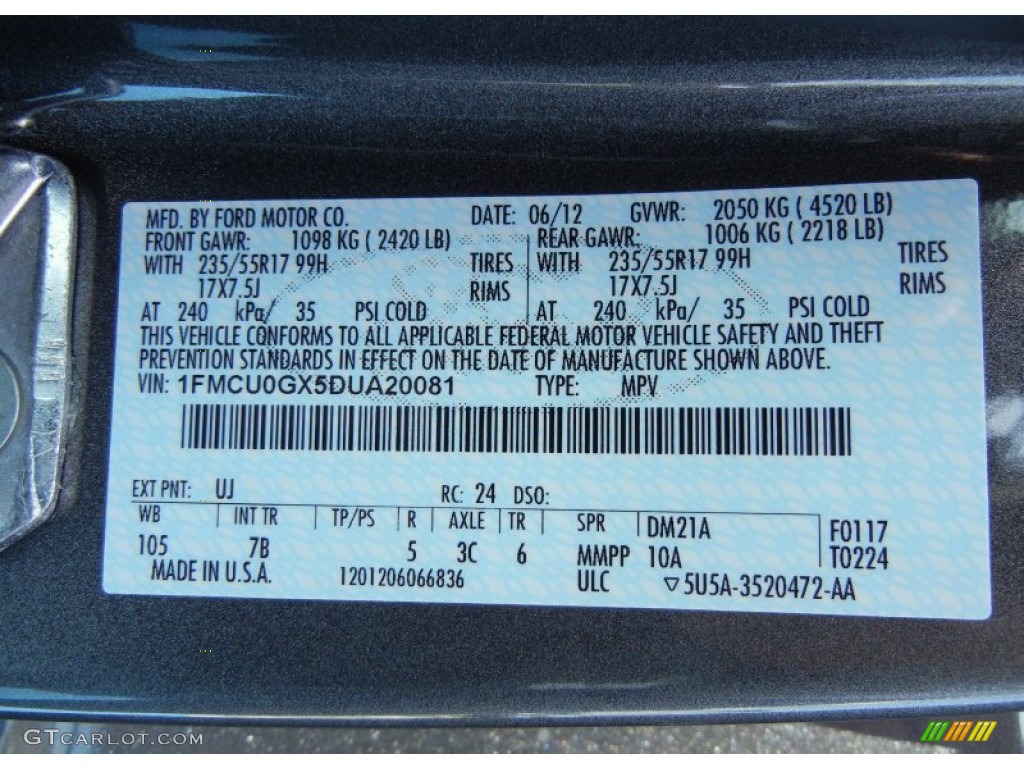 MFD. BY FORD MOTOR CO. DATE: 06/12 GVWR: 2050 KG ( 4520 LB)
FRONT GAWR: 1098 KG ( 2420 LB) REAR GAWR: 1006 KG ( 2218 LB)
WITH 235/55R17 99H TIRES WITH 235/55R17 99H TIRES
17X7.5J RIMS 17X7.5J RIMS
AT 240 kPa/ 35 PSI COLD AT 240 kPa/ 35 PSI COLD
THIS VEHICLE CONFORMS TO ALL APPLICABLE FEDERAL MOTOR VEHICLE SAFETY AND THEFT
PREVENTION STANDARDS IN EFFECT ON THE DATE OF MANUFACTURE SHOWN ABOVE.
VIN: 1FMCU0GX5DUA20081 TYPE: MPV
EXT PNT: UJ RC: 24 DSO:
WB INT TR TP/PS R AXLE TR SPR DM21A F0117
105 7B 5 3C 6 MMPP 10A T0224
MADE IN U.S.A. 1201206066836 ULC ▽5U5A-3520472-AA
GTCARLOT.COM